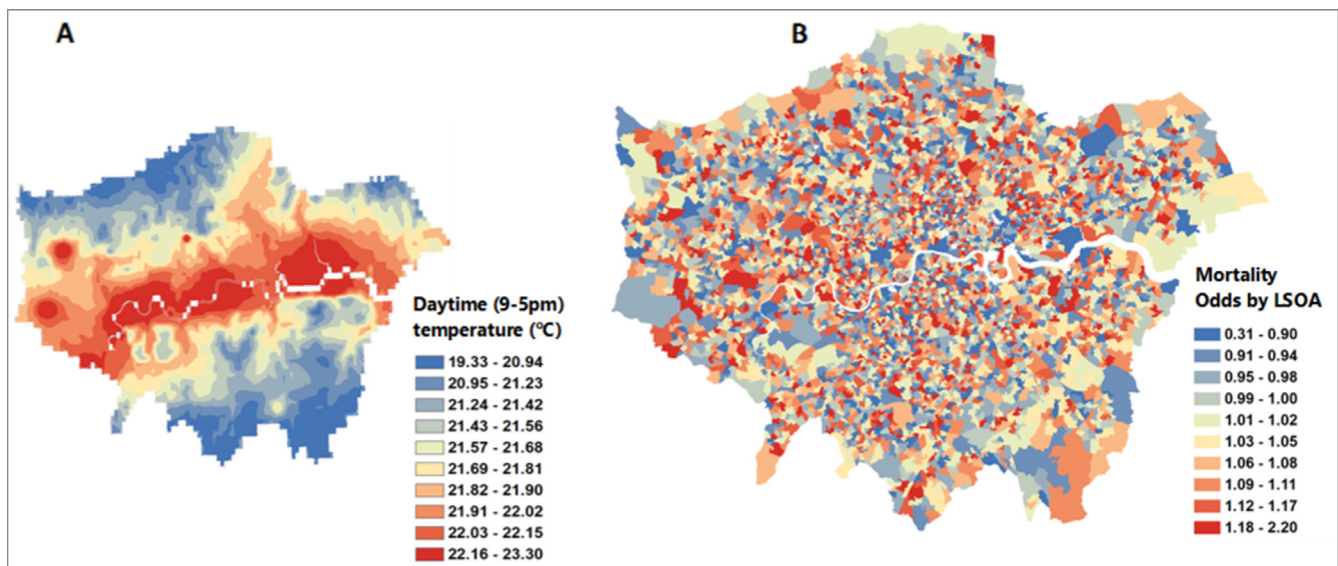 A
B
Daytime (9-5pm)
temperature (°C)
19.33 - 20.94
20.95 - 21.23
21.24 - 21.42
21.43 - 21.56
21.57 - 21.68
21.69 - 21.81
21.82 - 21.90
21.91 - 22.02
22.03 - 22.15
22.16 - 23.30
Mortality
Odds by LSOA
0.31 - 0.90
0.91 - 0.94
0.95 - 0.98
0.99 - 1.00
1.01 - 1.02
1.03 - 1.05
1.06 - 1.08
1.09 - 1.11
1.12 - 1.17
1.18 - 2.20